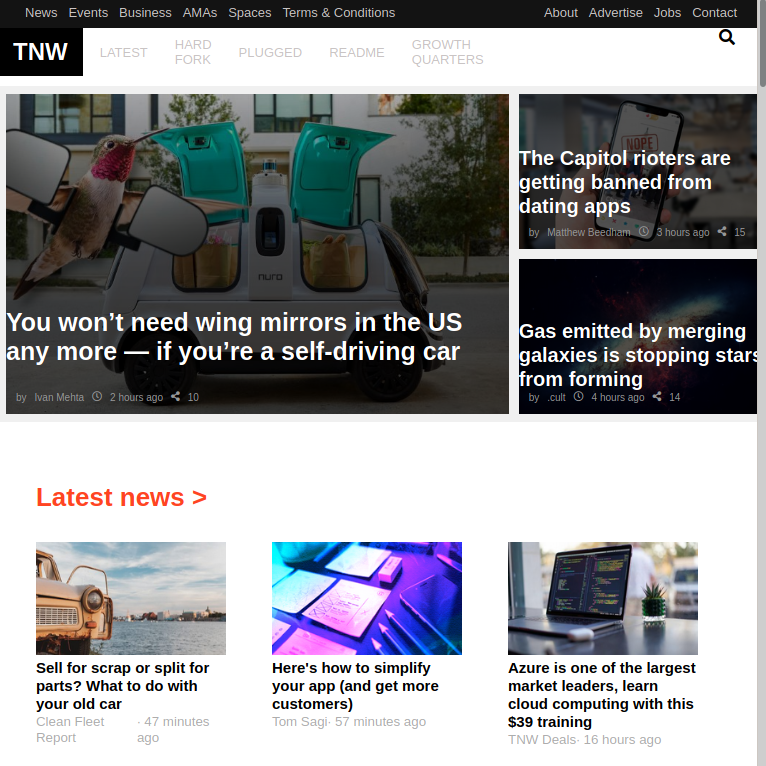 News Events Business AMAs Spaces Terms & Conditions About Advertise Jobs Contact
TNW LATEST HARD FORK PLUGGED README GROWTH QUARTERS
nuro
You won’t need wing mirrors in the US
any more — if you’re a self-driving car
by Ivan Mehta 2 hours ago 10
NOPE
The Capitol rioters are
getting banned from
dating apps
by Matthew Beedham 3 hours ago 15
Gas emitted by merging
galaxies is stopping stars
from forming
by .cult 4 hours ago 14
Latest news >
Sell for scrap or split for
parts? What to do with
your old car
Clean Fleet
Report
· 47 minutes
ago
Here's how to simplify
your app (and get more
customers)
Tom Sagi· 57 minutes ago
Azure is one of the largest
market leaders, learn
cloud computing with this
$39 training
TNW Deals· 16 hours ago